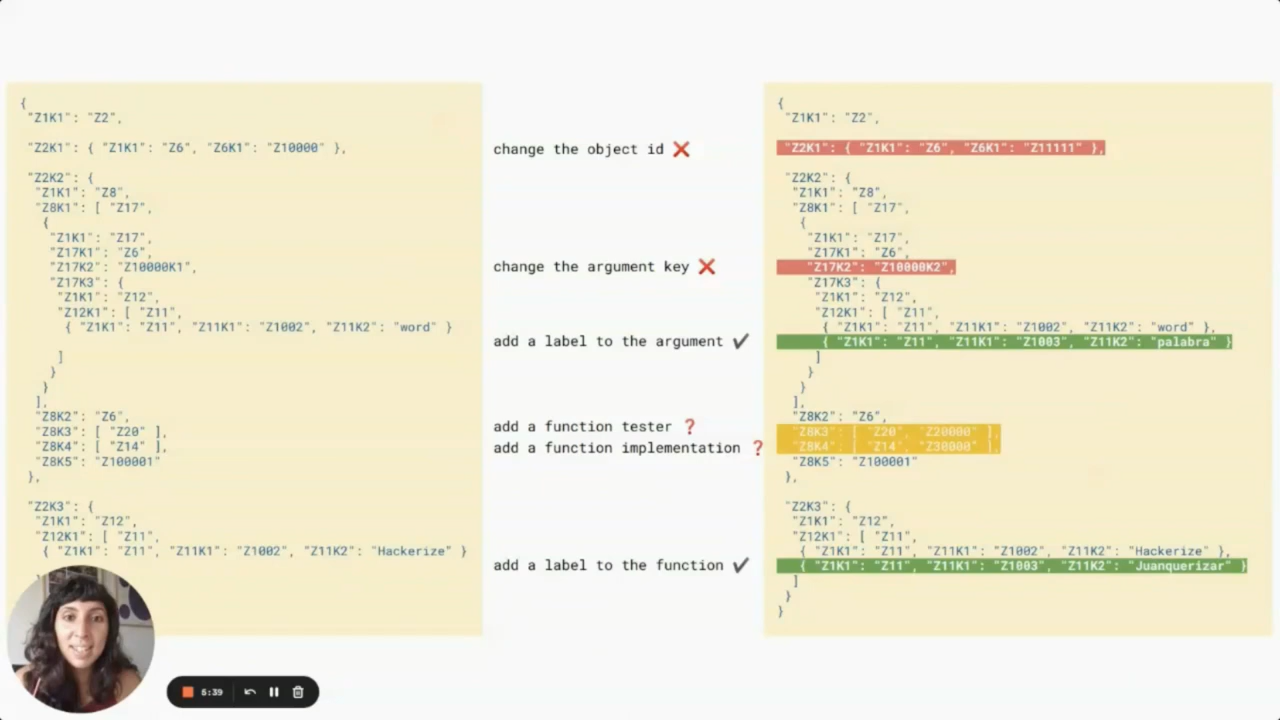 {
"Z1K1": "Z2",
"Z2K1": { "Z1K1": "Z6", "Z6K1": "Z10000" },
"Z2K2": {
"Z1K1": "Z8",
"Z8K1": [ "Z17",
{
"Z1K1": "Z17",
"Z17K1": "Z6",
"Z17K2": "Z10000K1",
"Z17K3": {
"Z1K1": "Z12",
"Z12K1": [ "Z11",
{ "Z1K1": "Z11", "Z11K1": "Z1002", "Z11K2": "word" }
]
}
}
],
"Z8K2": "Z6",
"Z8K3": [ "Z20" ],
"Z8K4": [ "Z14" ],
"Z8K5": "Z100001"
},
"Z2K3": {
"Z1K1": "Z12",
"Z12K1": [ "Z11",
{ "Z1K1": "Z11", "Z11K1": "Z1002", "Z11K2": "Hackerize" }
change the object id ❌
change the argument key ❌
add a label to the argument ✔
add a function tester ❓
add a function implementation ❓
add a label to the function ✔
{
"Z1K1": "Z2",
"Z2K1": { "Z1K1": "Z6", "Z6K1": "Z11111" },
"Z2K2": {
"Z1K1": "Z8",
"Z8K1": [ "Z17",
{
"Z1K1": "Z17",
"Z17K1": "Z6",
"Z17K2": "Z10000K2",
"Z17K3": {
"Z1K1": "Z12",
"Z12K1": [ "Z11",
{ "Z1K1": "Z11", "Z11K1": "Z1002", "Z11K2": "word" },
{ "Z1K1": "Z11", "Z11K1": "Z1003", "Z11K2": "palabra" }
]
}
}
],
"Z8K2": "Z6",
"Z8K3": [ "Z20", "Z20000" ],
"Z8K4": [ "Z14", "Z30000" ],
"Z8K5": "Z100001"
},
"Z2K3": {
"Z1K1": "Z12",
"Z12K1": [ "Z11",
{ "Z1K1": "Z11", "Z11K1": "Z1002", "Z11K2": "Hackerize" },
{ "Z1K1": "Z11", "Z11K1": "Z1003", "Z11K2": "Juanquerizar" }
]
}
}
5:39